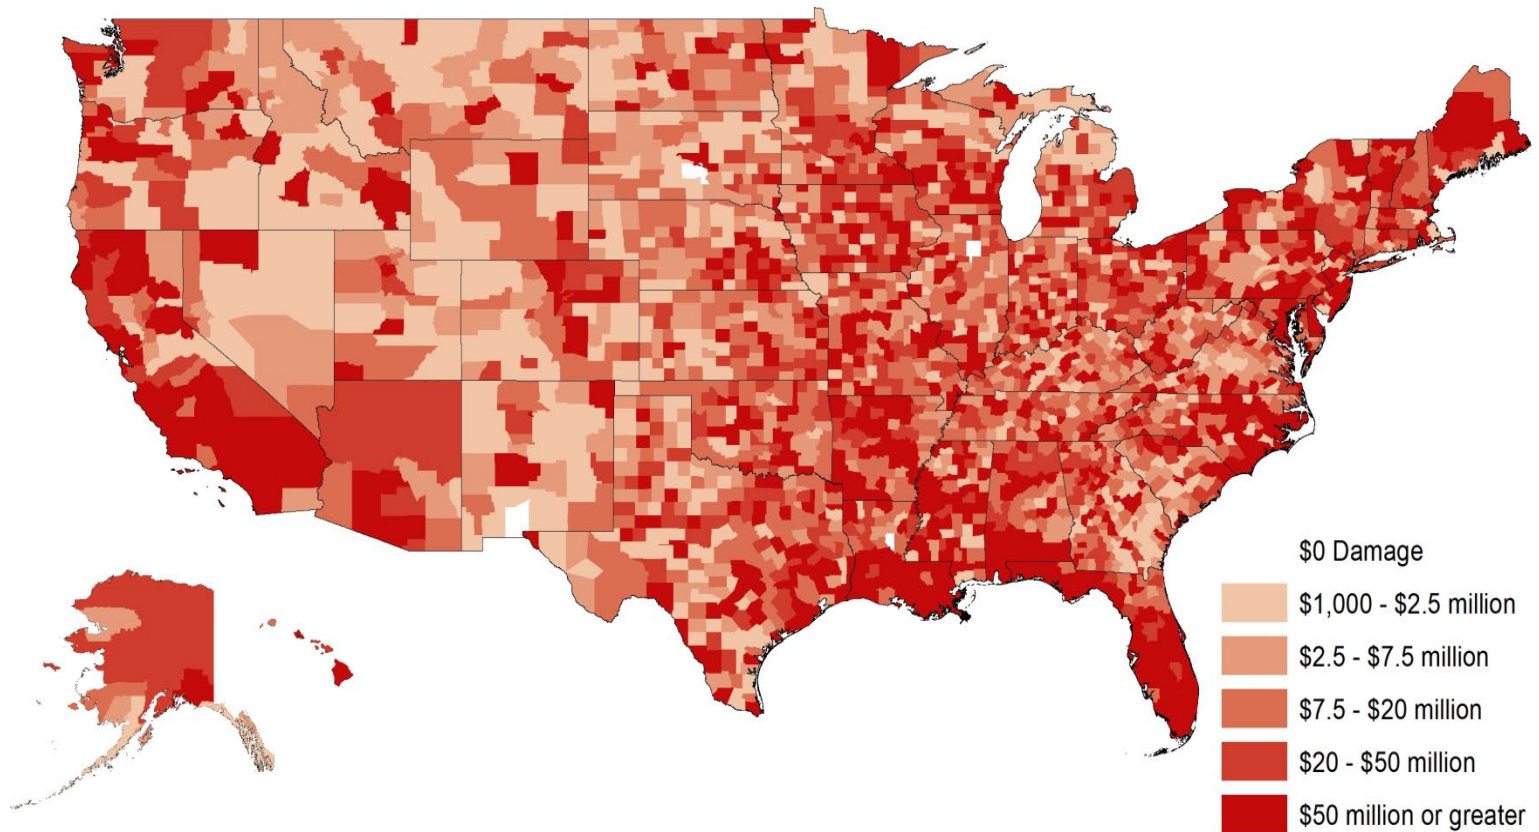 $0 Damage
$1,000 - $2.5 million
$2.5 - $7.5 million
$7.5 - $20 million
$20 - $50 million
$50 million or greater